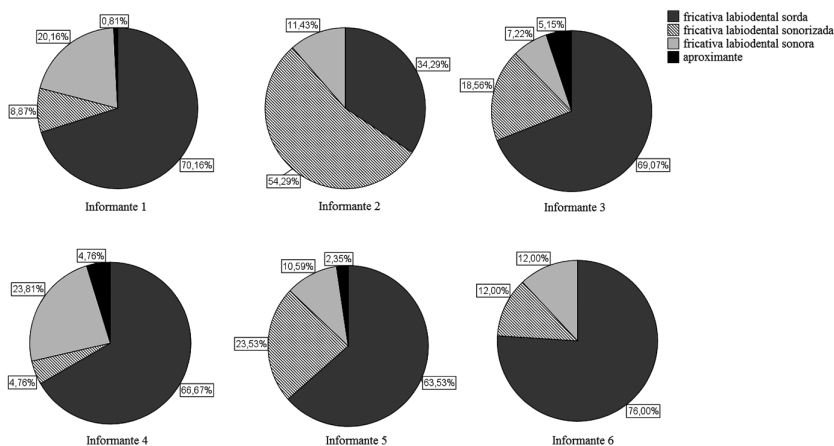 fricativa labiodental sorda
fricativa labiodental sonorizada
fricativa labiodental sonora
aproximante
0,81%
20,16%
8,87%
70,16%
Informante 1
11,43%
34,29%
54,29%
Informante 2
5,15%
7,22%
18,56%
69,07%
Informante 3
4,76%
23,81%
4,76%
66,67%
Informante 4
2,35%
10,59%
23,53%
63,53%
Informante 5
12,00%
12,00%
76,00%
Informante 6